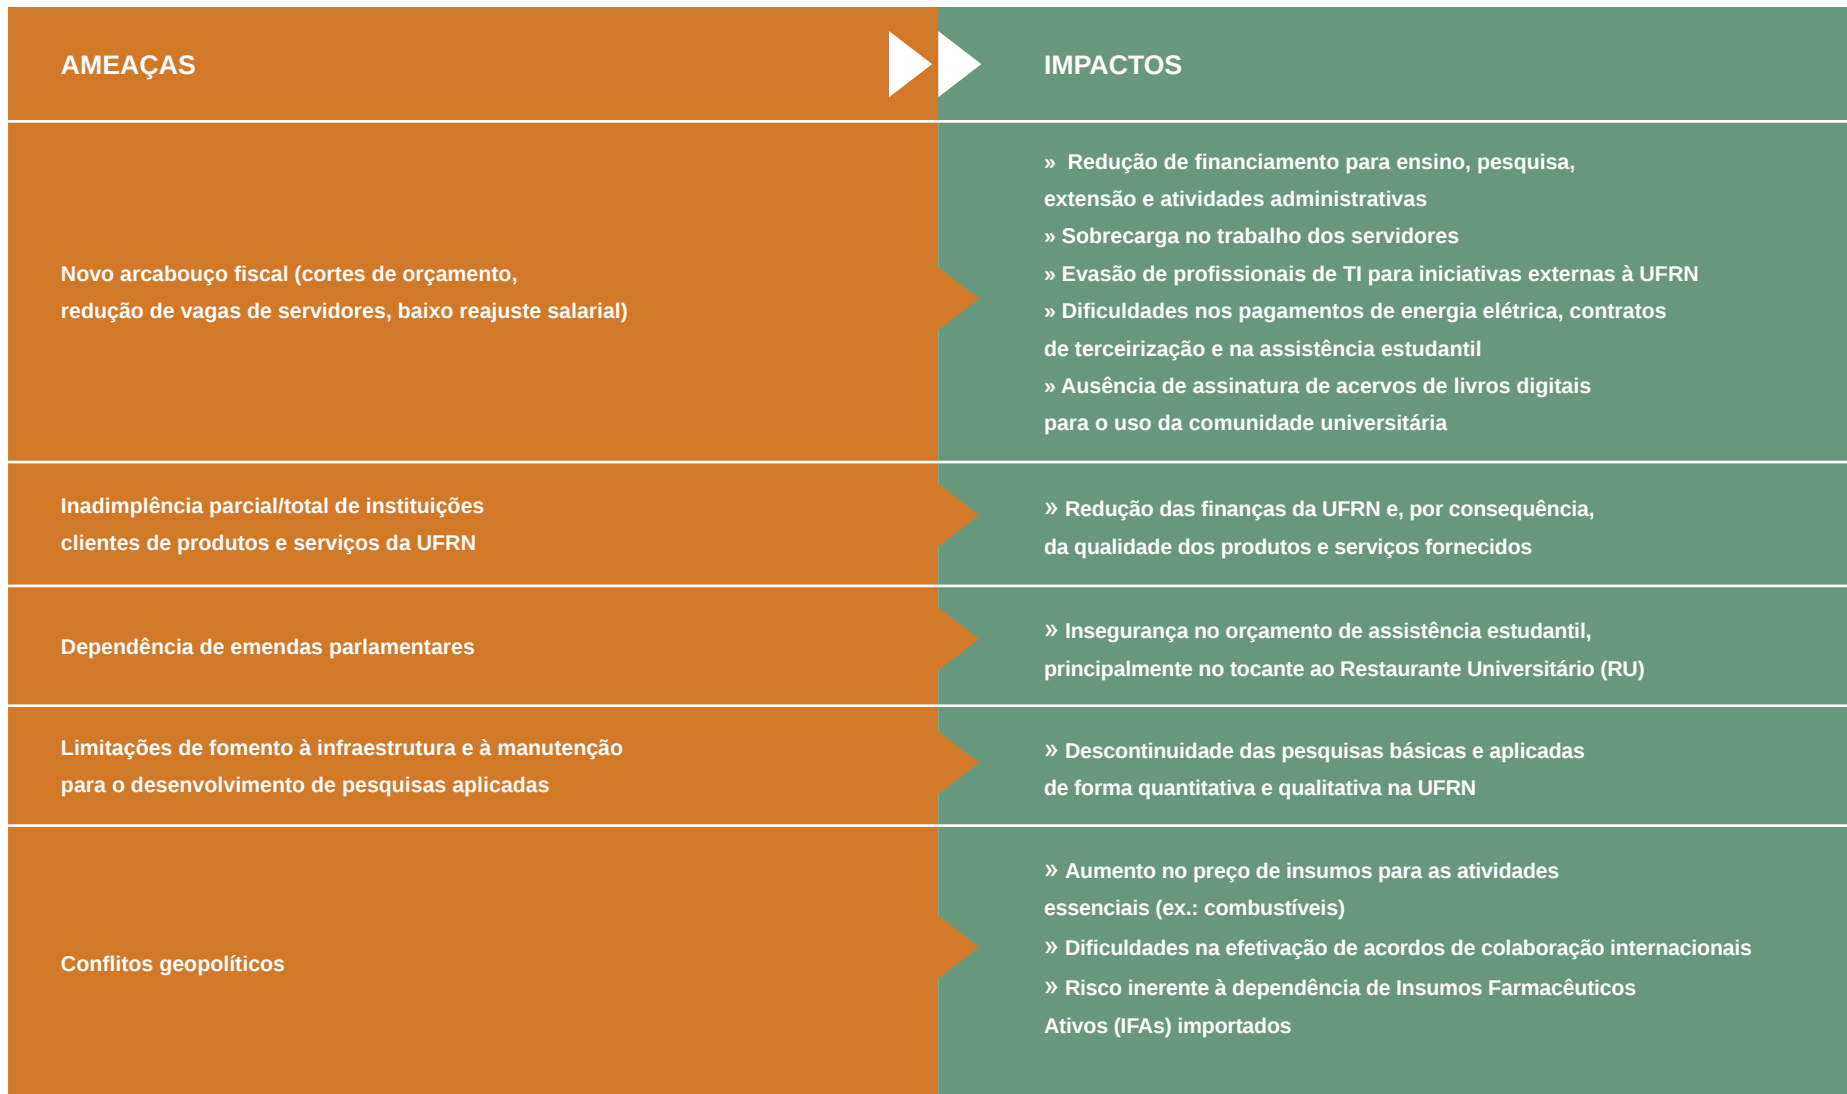 AMEAÇAS
IMPACTOS
Novo arcabouço fiscal (cortes de orçamento,
redução de vagas de servidores, baixo reajuste salarial)
» Redução de financiamento para ensino, pesquisa,
extensão e atividades administrativas
» Sobrecarga no trabalho dos servidores
» Evasão de profissionais de TI para iniciativas externas à UFRN
» Dificuldades nos pagamentos de energia elétrica, contratos
de terceirização e na assistência estudantil
» Ausência de assinatura de acervos de livros digitais
para o uso da comunidade universitária
Inadimplência parcial/total de instituições
clientes de produtos e serviços da UFRN
» Redução das finanças da UFRN e, por consequência,
da qualidade dos produtos e serviços fornecidos
Dependência de emendas parlamentares
» Insegurança no orçamento de assistência estudantil,
principalmente no tocante ao Restaurante Universitário (RU)
Limitações de fomento à infraestrutura e à manutenção
para o desenvolvimento de pesquisas aplicadas
» Descontinuidade das pesquisas básicas e aplicadas
de forma quantitativa e qualitativa na UFRN
Conflitos geopolíticos
» Aumento no preço de insumos para as atividades
essenciais (ex.: combustíveis)
» Dificuldades na efetivação de acordos de colaboração internacionais
» Risco inerente à dependência de Insumos Farmacêuticos
Ativos (IFAs) importados